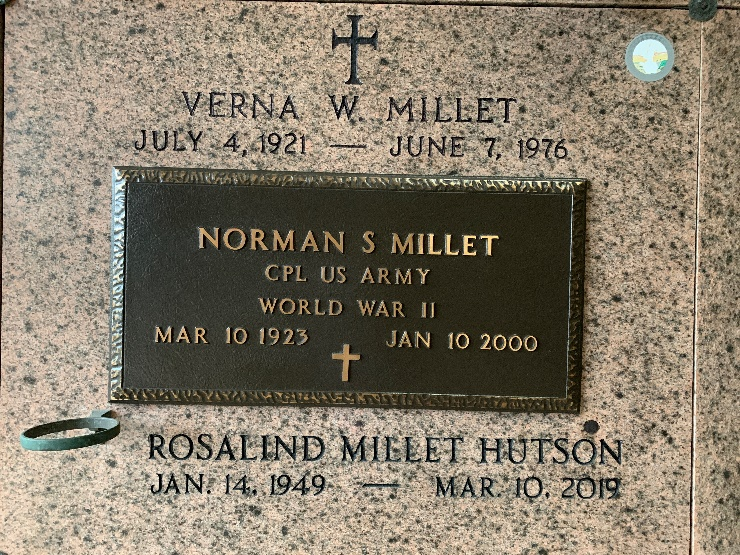 VERNA W. MILLET
JULY 4, 1921 — JUNE 7, 1976
NORMAN S MILLET
CPL US ARMY
WORLD WAR II
MAR 10 1923 JAN 10 2000
ROSALIND MILLET HUTSON
JAN. 14, 1949 — MAR. 10, 2019